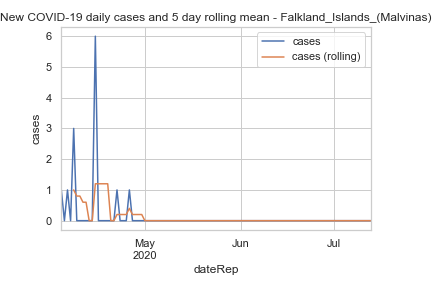 New COVID-19 daily cases and 5 day rolling mean - Falkland_Islands_(Malvinas)
cases
cases (rolling)
6
5
4
3
2
1
0
cases
May
2020
Jun
Jul
dateRep